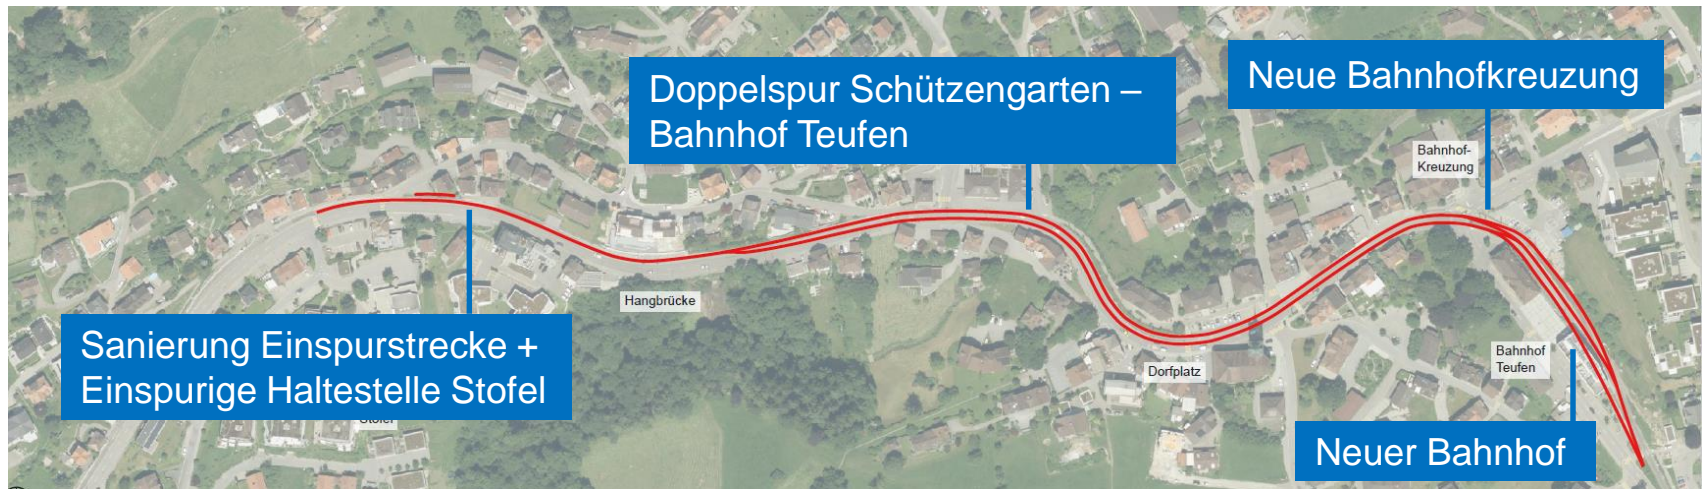 Doppelspur Schützengarten –
Bahnhof Teufen
Neue Bahnhofkreuzung
Bahnhof-
Kreuzung
Hangbrücke
Sanierung Einspurstrecke +
Einspurige Haltestelle Stofel
Stofel
Dorfplatz
Bahnhof
Teufen
Neuer Bahnhof